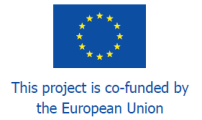 This project is co-funded by
the European Union